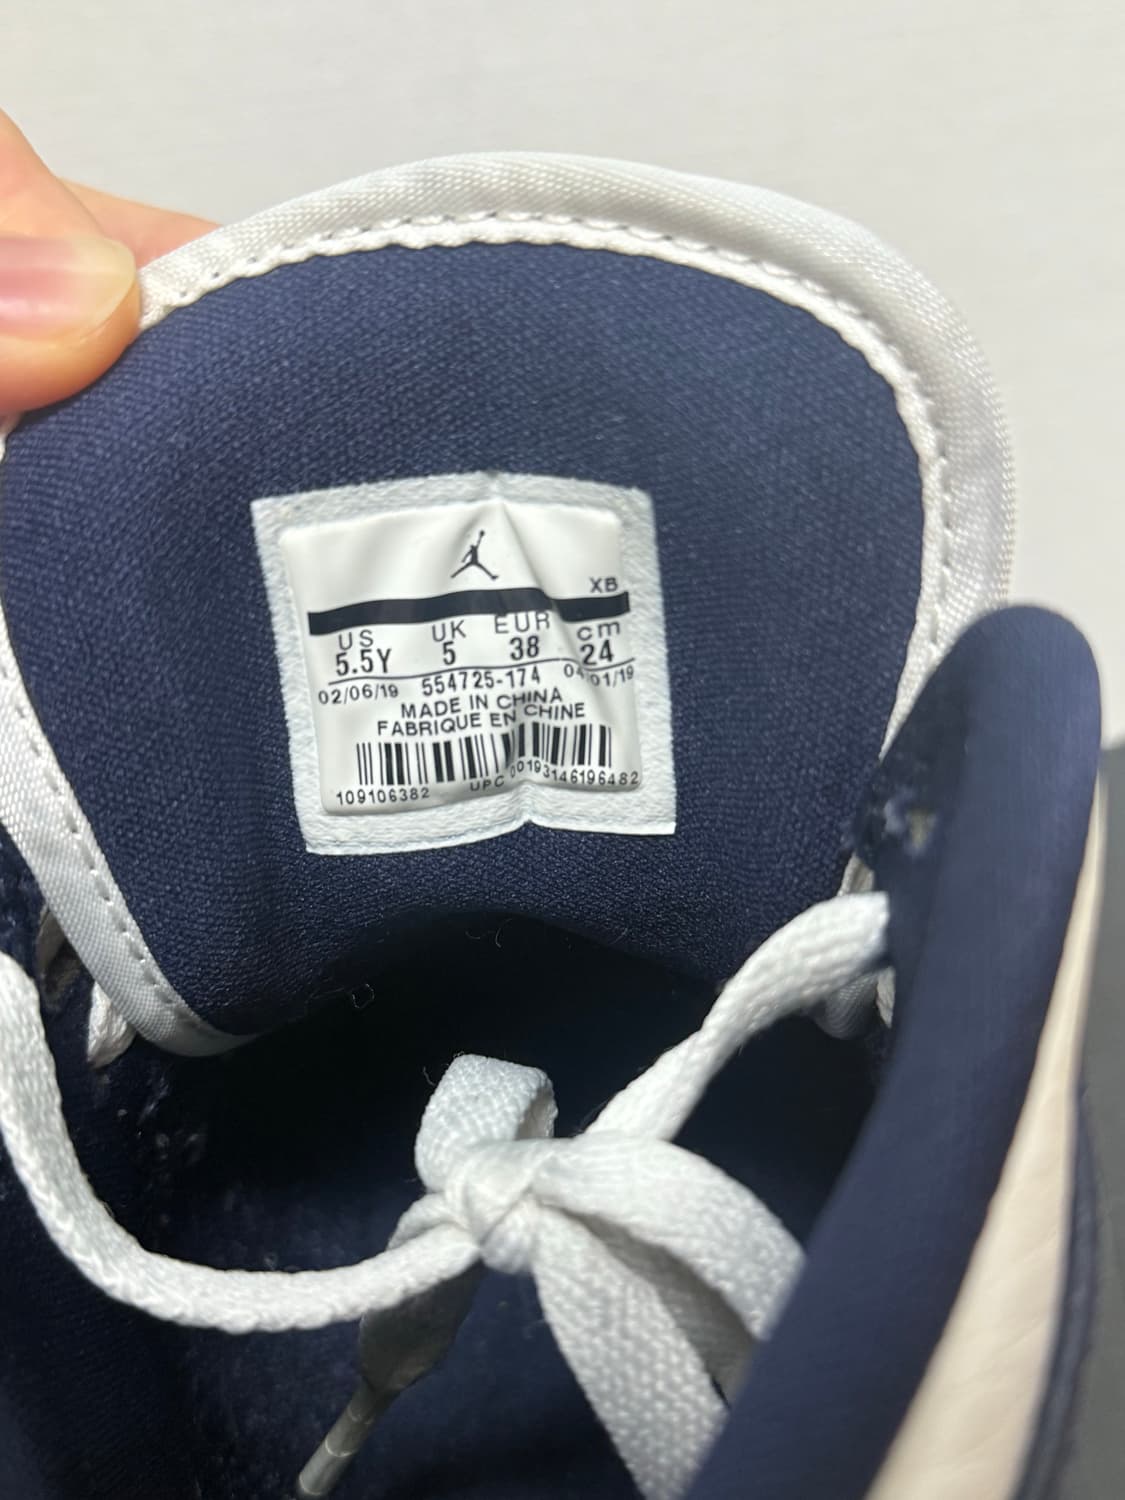 XB
US UK EUR cm
5.5Y 5 38 24
02/06/19 554725-174 04/01/19
MADE IN CHINA
FABRIQUE EN CHINE
109106382 UPC 00193146196482